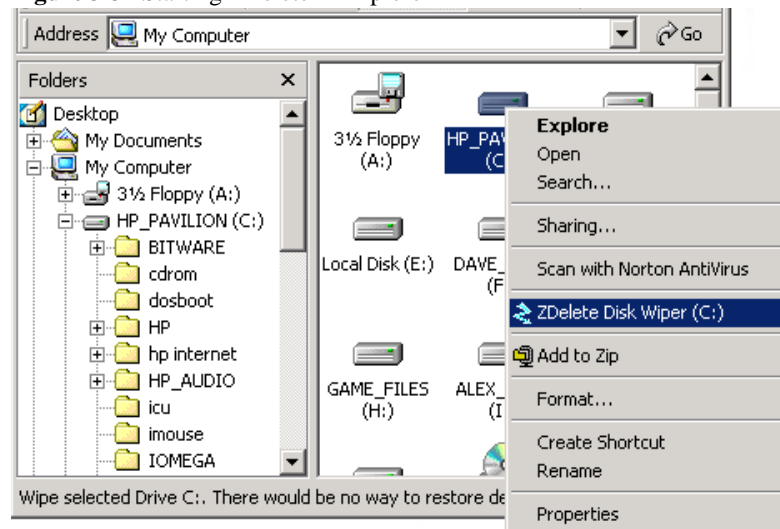 Address My Computer Go
Folders
Desktop
My Documents
My Computer
3½ Floppy (A:)
HP_PAVILION (C:)
BITWARE
cdrom
dosboot
HP
hp internet
HP_AUDIO
icu
imouse
IOMEGA
3½ Floppy
(A:)
Local Disk (E:)
GAME_FILES
(H:)
Explore
Open
Search...
Sharing...
Scan with Norton AntiVirus
ZDelete Disk Wiper (C:)
Add to Zip
Format...
Create Shortcut
Rename
Properties
Wipe selected Drive C:. There would be no way to restore